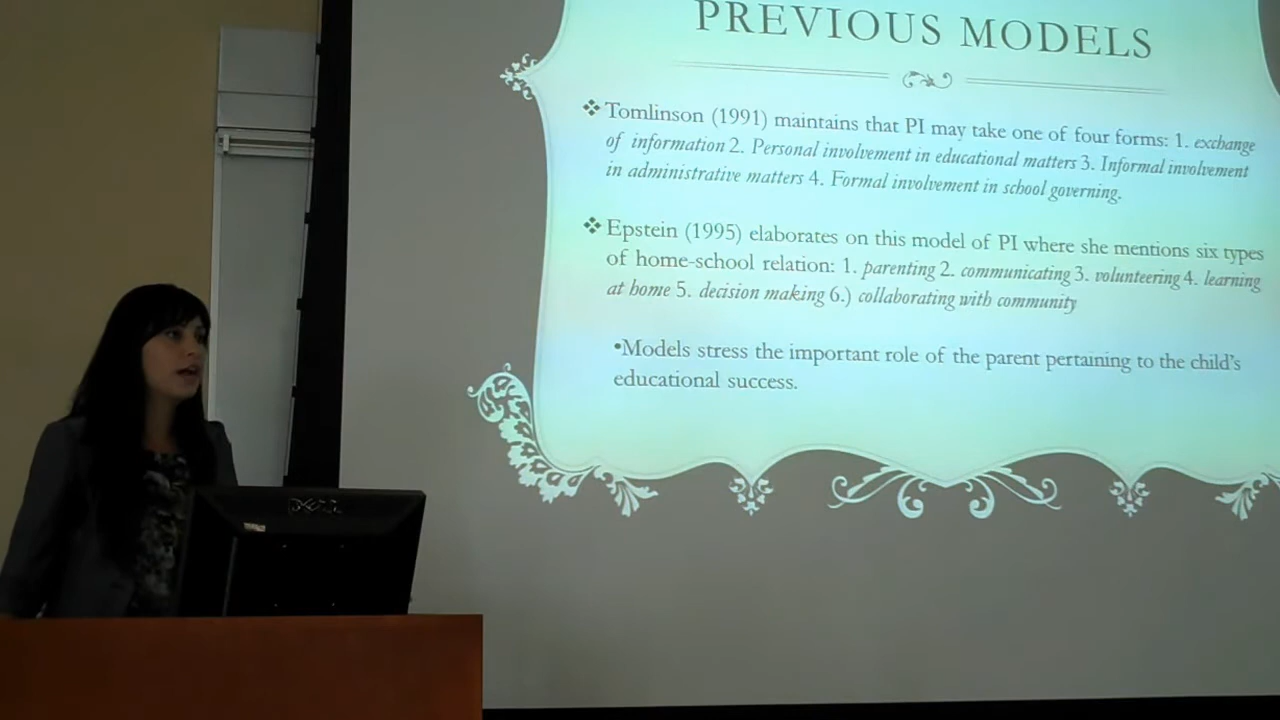 PREVIOUS MODELS
❖Tomlinson (1991) maintains that PI may take one of four forms: 1. exchange
of information 2. Personal involvement in educational matters 3. Informal involvement
in administrative matters 4. Formal involvement in school governing.
❖Epstein (1995) elaborates on this model of PI where she mentions six types
of home-school relation: 1. parenting 2. communicating 3. volunteering 4. learning
at home 5. decision making 6.) collaborating with community
•Models stress the important role of the parent pertaining to the child's
educational success.
DELL